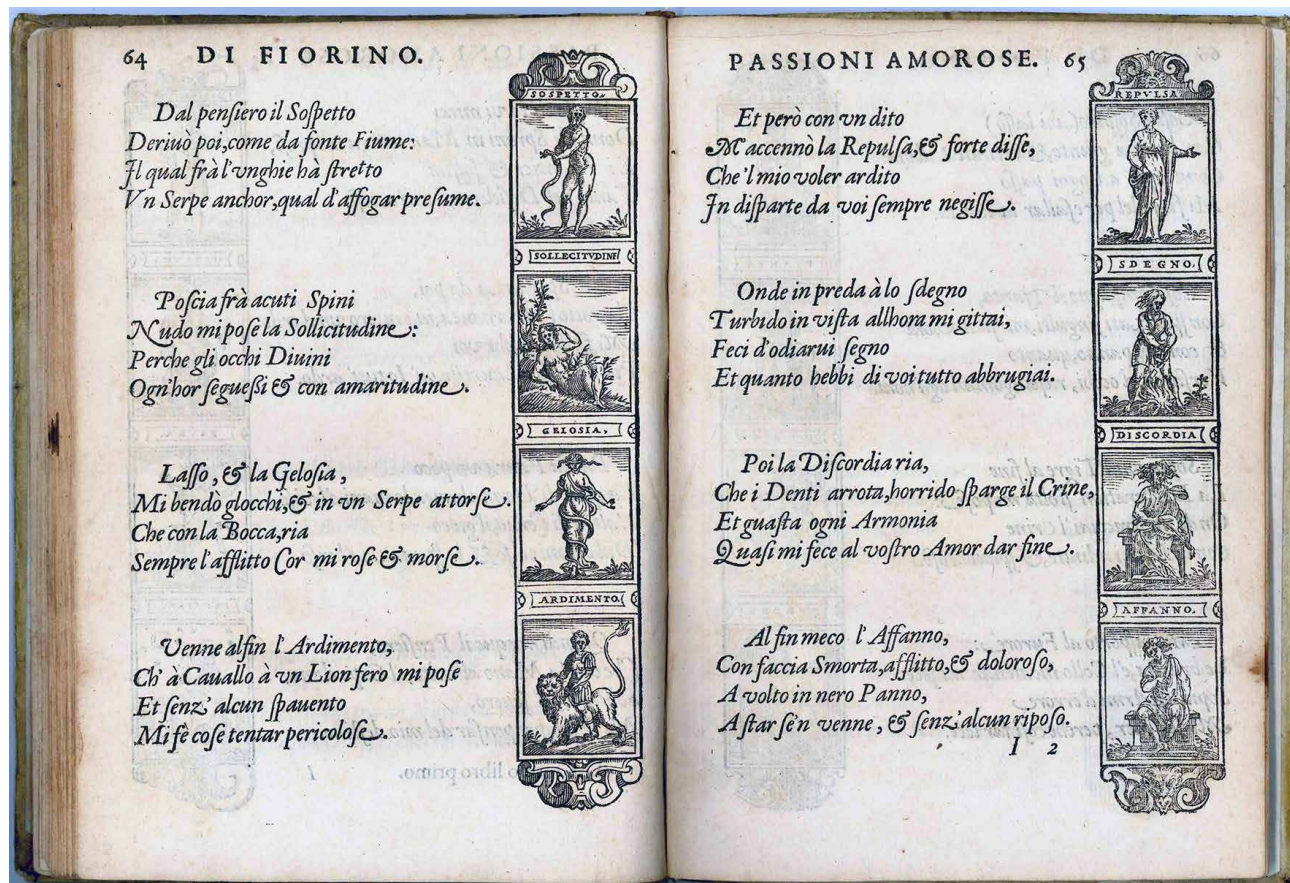 64 DI FIORINO.
SOSPETTO.
Dal penſiero il Soſpetto
Deriuò poi, come da fonte Fiume:
Il qual frà l'vnghie hà ſtretto
Vn Serpe anchor, qual d'affogar preſume.
SOLLECITVDINE
Poſcia frà acuti Spini
Nudo mi poſe la Sollicitudine:
Perche gli occhi Diuini
Ogn'hor ſegueſsi & con amaritudine.
GELOSIA,
Laſſo, & la Geloſia,
Mi bendò glocchi, & in vn Serpe attorſe.
Che con la Bocca, ria
Sempre l'afflitto Cor mi roſe & morſe.
ARDIMENTO.
Venne alfin l'Ardimento,
Ch'à Cauallo à vn Lion fero mi poſe
Et ſenz'alcun ſpauento
Mi fè coſe tentar pericoloſe.
PASSIONI AMOROSE. 65
REPVLSA.
Et però con vn dito
M'accennò la Repulſa, & forte diſſe,
Che'l mio voler ardito
In diſparte da voi ſempre negiſſe.
SDEGNO.
Onde in preda à lo ſdegno
Turbido in viſta allhora mi gittai,
Feci d'odiarui ſegno
Et quanto hebbi di voi tutto abbrugiai.
DISCORDIA
Poi la Diſcordia ria,
Che i Denti arrota, horrido ſparge il Crine,
Et guaſta ogni Armonia
Quaſi mi fece al voſtro Amor dar fine.
AFFANNO.
Al fin meco l'Affanno,
Con faccia Smorta, afflitto, & doloroſo,
A volto in nero Panno,
A ſtar ſe'n venne, & ſenz'alcun ripoſo.
I 2